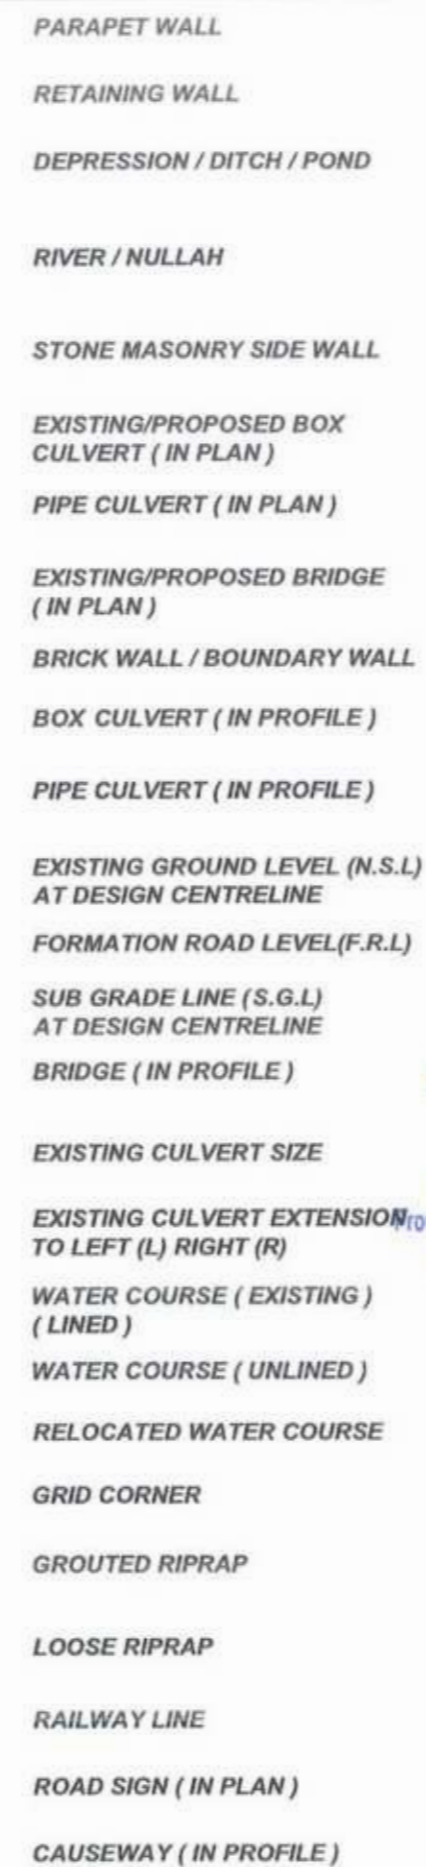 PARAPET WALL
RETAINING WALL
DEPRESSION / DITCH / POND
RIVER / NULLAH
STONE MASONRY SIDE WALL
EXISTING/PROPOSED BOX
CULVERT ( IN PLAN )
PIPE CULVERT ( IN PLAN )
EXISTING/PROPOSED BRIDGE
( IN PLAN )
BRICK WALL / BOUNDARY WALL
BOX CULVERT ( IN PROFILE )
PIPE CULVERT ( IN PROFILE )
EXISTING GROUND LEVEL (N.S.L)
AT DESIGN CENTRELINE
FORMATION ROAD LEVEL(F.R.L)
SUB GRADE LINE (S.G.L)
AT DESIGN CENTRELINE
BRIDGE ( IN PROFILE )
EXISTING CULVERT SIZE
EXISTING CULVERT EXTENSION
TO LEFT (L) RIGHT (R)
WATER COURSE ( EXISTING )
( LINED )
WATER COURSE ( UNLINED )
RELOCATED WATER COURSE
GRID CORNER
GROUTED RIPRAP
LOOSE RIPRAP
RAILWAY LINE
ROAD SIGN ( IN PLAN )
CAUSEWAY ( IN PROFILE )